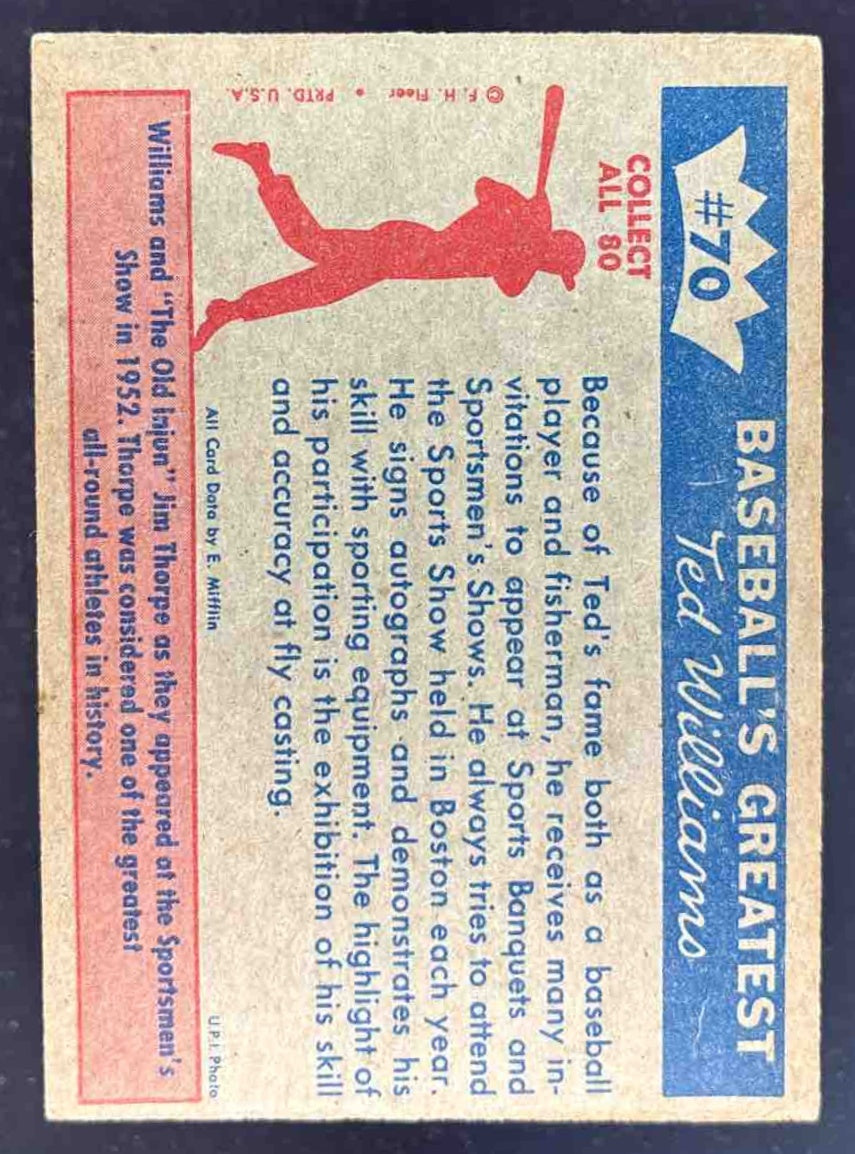 #70
BASEBALL'S GREATEST
Ted Williams
COLLECT
ALL 80
© F. H. Fleer • PRTD. U.S.A.
Because of Ted's fame both as a baseball
player and fisherman, he receives many in-
vitations to appear at Sports Banquets and
Sportsmen's Shows. He always tries to attend
the Sports Show held in Boston each year.
He signs autographs and demonstrates his
skill with sporting equipment. The highlight of
his participation is the exhibition of his skill
and accuracy at fly casting.
All Card Data by E. Mifflin
U.P.I. Photo
Williams and "The Old Injun" Jim Thorpe as they appeared at the Sportsmen's
Show in 1952. Thorpe was considered one of the greatest
all-round athletes in history.